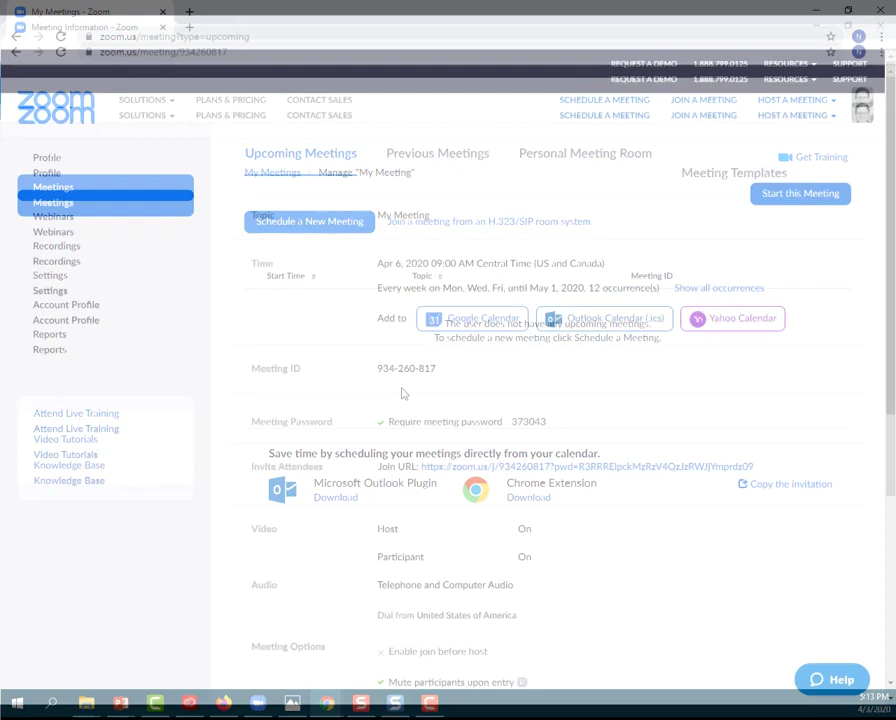 My Meetings - Zoom
Meeting Information - Zoom
zoom.us/meeting?type=upcoming
zoom.us/meeting/934260817
REQUEST A DEMO 1.888.799.0125 RESOURCES SUPPORT
REQUEST A DEMO 1.888.799.0125 RESOURCES SUPPORT
zoom SOLUTIONS PLANS & PRICING CONTACT SALES SCHEDULE A MEETING JOIN A MEETING HOST A MEETING
zoom SOLUTIONS PLANS & PRICING CONTACT SALES SCHEDULE A MEETING JOIN A MEETING HOST A MEETING
Profile
Profile
Meetings
Meetings
Webinars
Webinars
Recordings
Recordings
Settings
Settings
Account Profile
Account Profile
Reports
Reports
Attend Live Training
Attend Live Training
Video Tutorials
Video Tutorials
Knowledge Base
Knowledge Base
Upcoming Meetings Previous Meetings Personal Meeting Room Get Training
My Meetings Manage "My Meeting" Meeting Templates
Start this Meeting
Topic My Meeting
Schedule a New Meeting Join a meeting from an H.323/SIP room system
Time Apr 6, 2020 09:00 AM Central Time (US and Canada)
Start Time Topic Meeting ID
Every week on Mon, Wed, Fri, until May 1, 2020, 12 occurrence(s) Show all occurrences
Add to 31 Google Calendar Outlook Calendar (.ics) Yahoo Calendar
The user does not have any upcoming meetings.
To schedule a new meeting click Schedule a Meeting.
Meeting ID 934-260-817
Meeting Password Require meeting password 373043
Save time by scheduling your meetings directly from your calendar.
Invite Attendees Join URL:
Microsoft Outlook Plugin Chrome Extension Copy the invitation
Download Download
Video Host On
Participant On
Audio Telephone and Computer Audio
Dial from United States of America
Meeting Options Enable join before host
Mute participants upon entry
Help
5:13 PM
4/3/2020